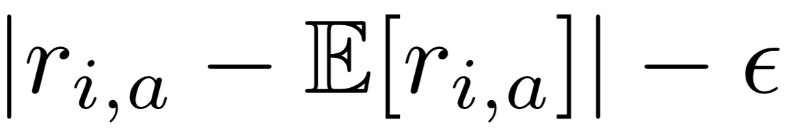 |r_{i,a} − 𝔼[r_{i,a}]| − ϵ